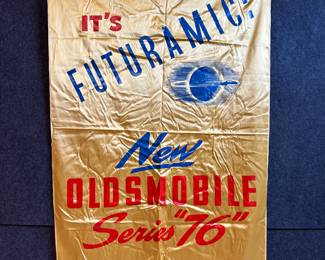 IT'S
FUTURAMIC!
New
OLDSMOBILE
Series "76"